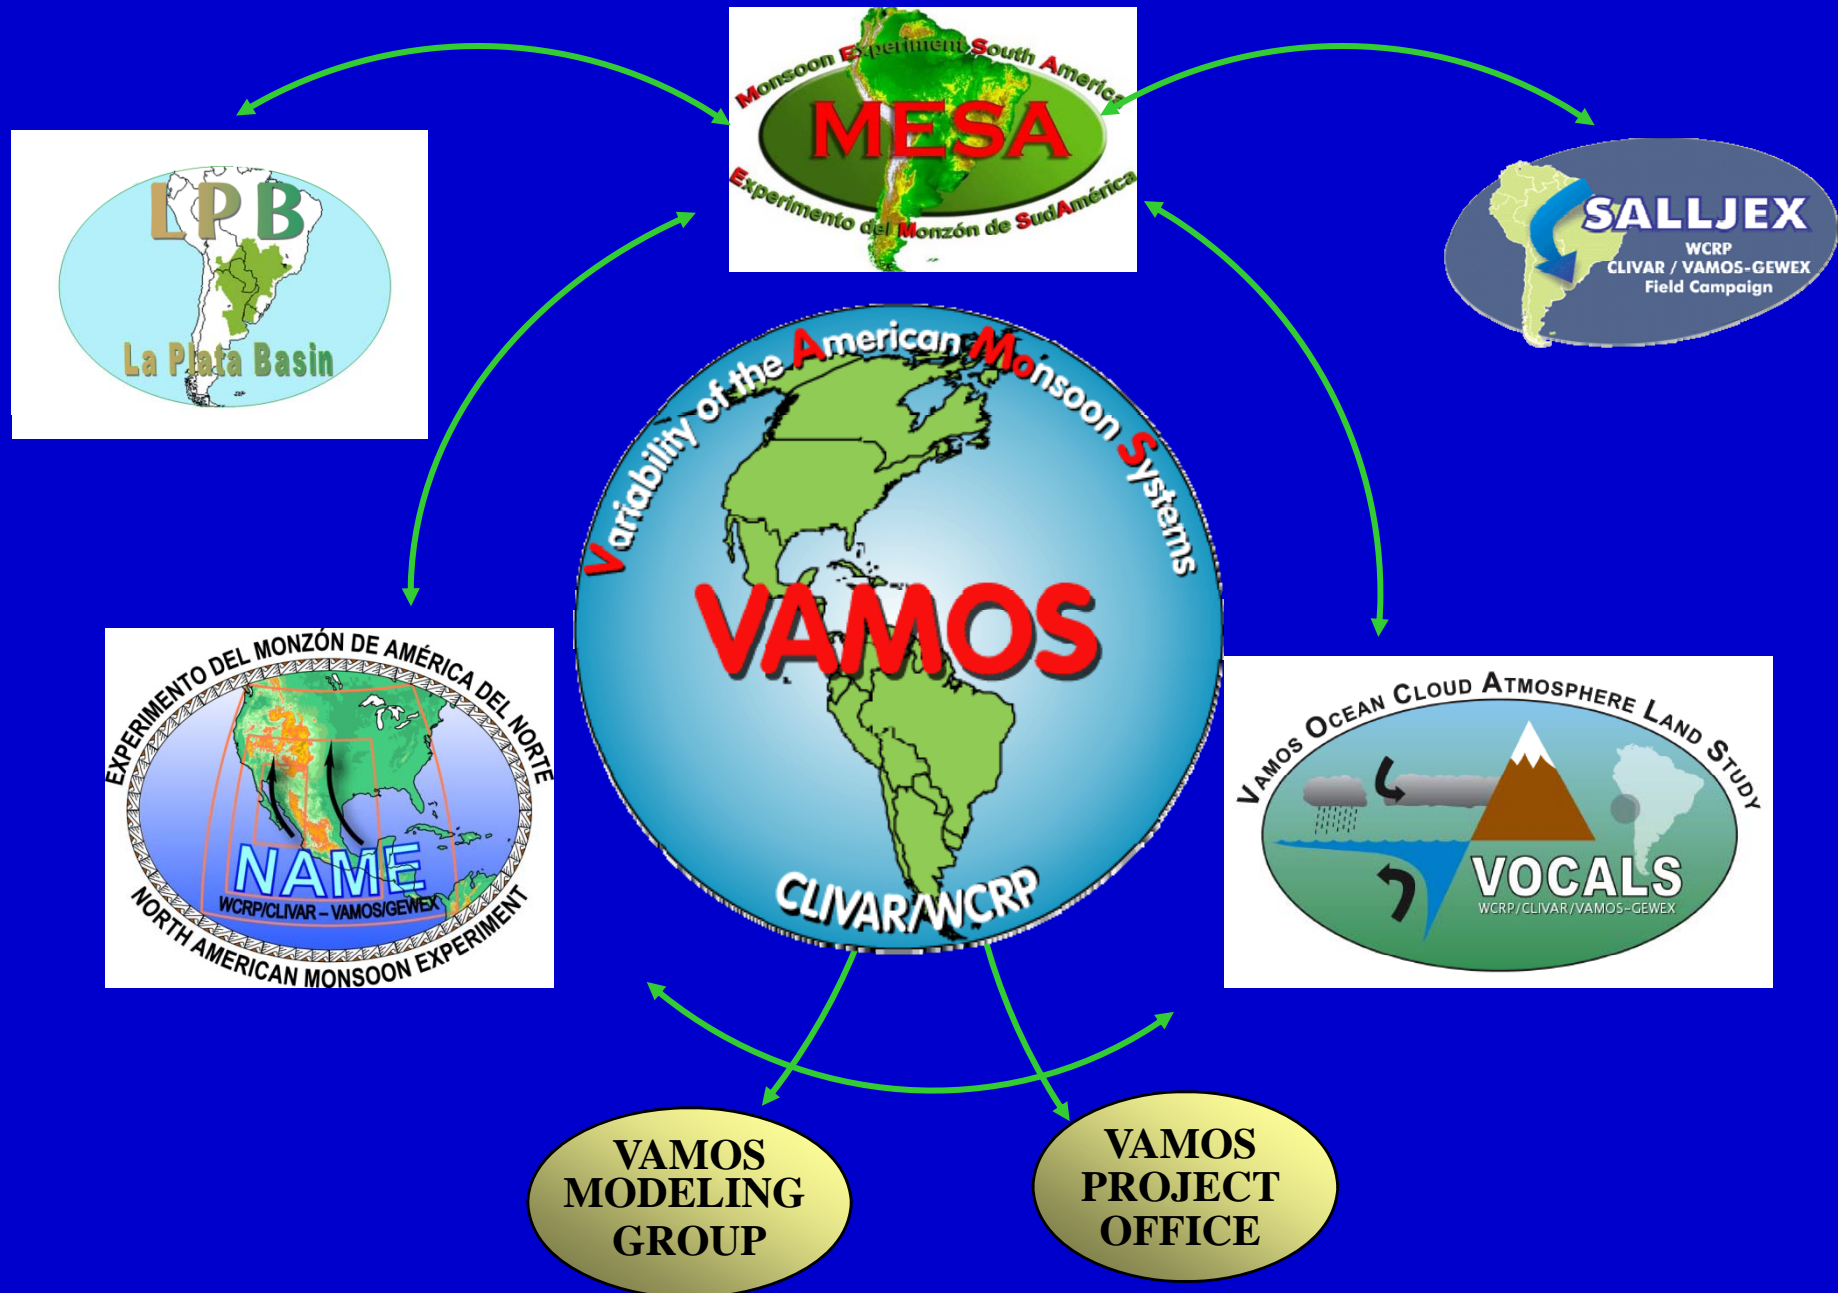 Monsoon Experiment South America
MESA
Experimento del Monzón de SudAmérica
LPB
La Plata Basin
SALLJEX
WCRP
CLIVAR / VAMOS-GEWEX
Field Campaign
Variability of the American Monsoon Systems
VAMOS
CLIVAR/WCRP
EXPERIMENTO DEL MONZÓN DE AMÉRICA DEL NORTE
NAME
WCRP/CLIVAR – VAMOS/GEWEX
NORTH AMERICAN MONSOON EXPERIMENT
VAMOS OCEAN CLOUD ATMOSPHERE LAND STUDY
VOCALS
WCRP/CLIVAR/VAMOS-GEWEX
VAMOS
MODELING
GROUP
VAMOS
PROJECT
OFFICE